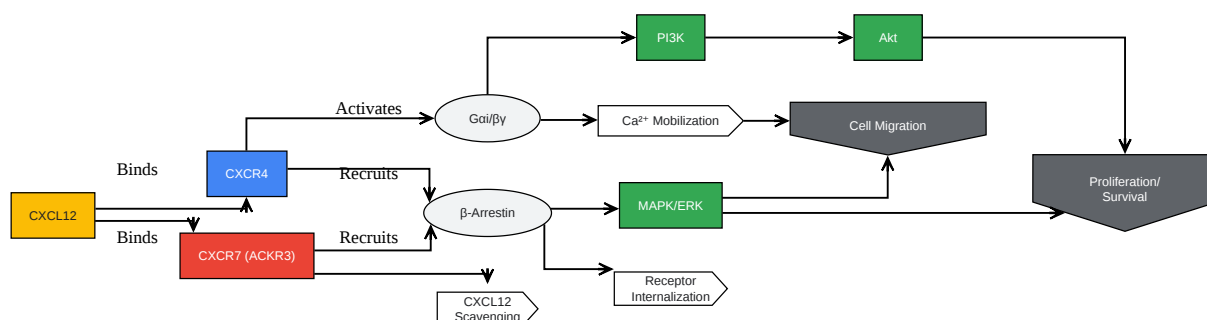 PI3K
Akt
Activates
Gαi/βγ
Ca²⁺ Mobilization
Cell Migration
Binds
CXCR4
Recruits
Proliferation/
Survival
CXCL12
β-Arrestin
MAPK/ERK
Binds
CXCR7 (ACKR3)
Recruits
Receptor
Internalization
CXCL12
Scavenging